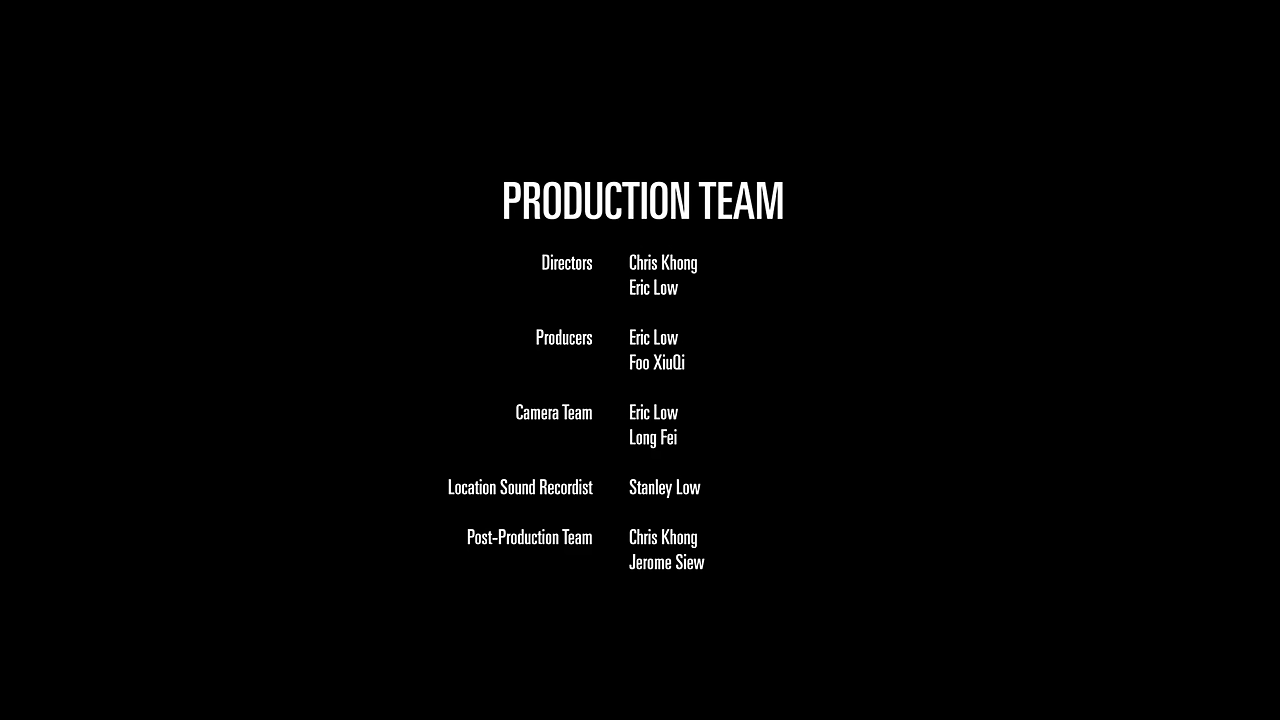 PRODUCTION TEAM
Directors Chris Khong
Eric Low
Producers Eric Low
Foo XiuQi
Camera Team Eric Low
Long Fei
Location Sound Recordist Stanley Low
Post-Production Team Chris Khong
Jerome Siew